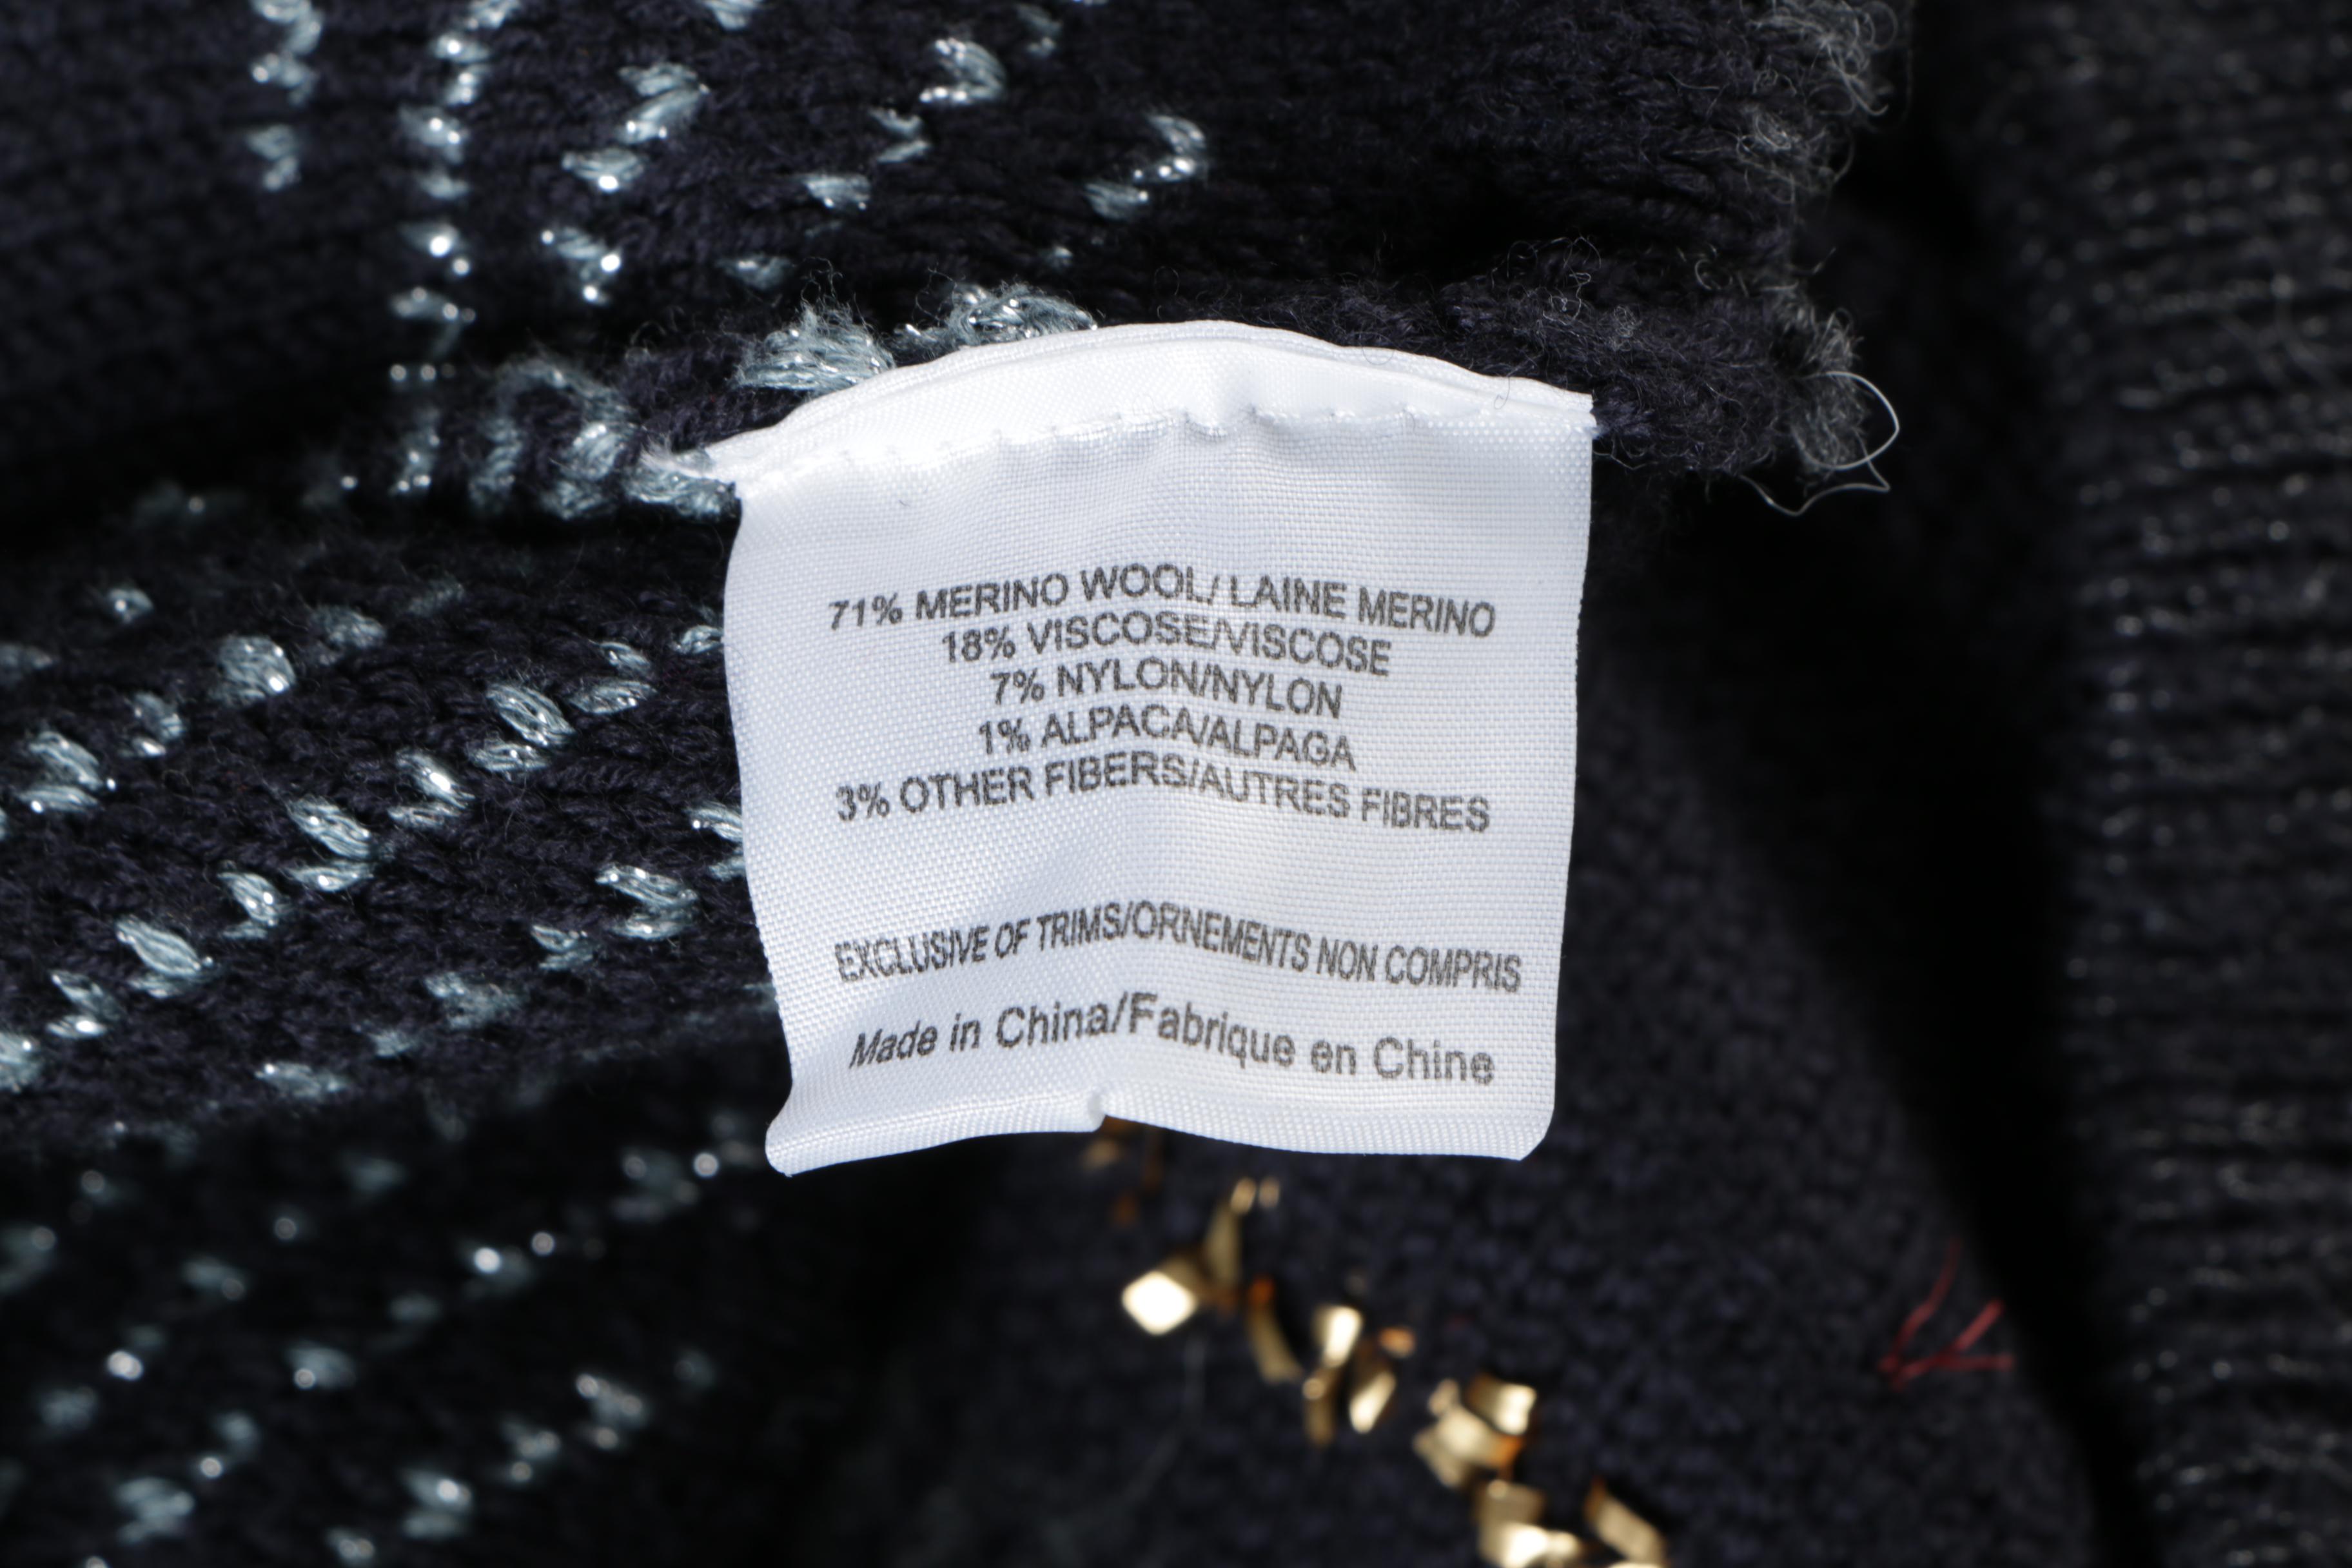 71% MERINO WOOL/ LAINE MERINO
18% VISCOSE/VISCOSE
7% NYLON/NYLON
1% ALPACA/ALPAGA
3% OTHER FIBERS/AUTRES FIBRES
EXCLUSIVE OF TRIMS/ORNEMENTS NON COMPRIS
Made in China/Fabrique en Chine